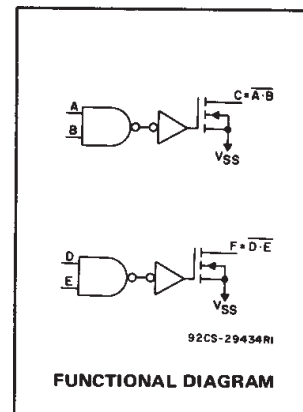 A
B
C = A·B
VSS
D
E
F = D·E
VSS
92CS-29434RI
FUNCTIONAL DIAGRAM